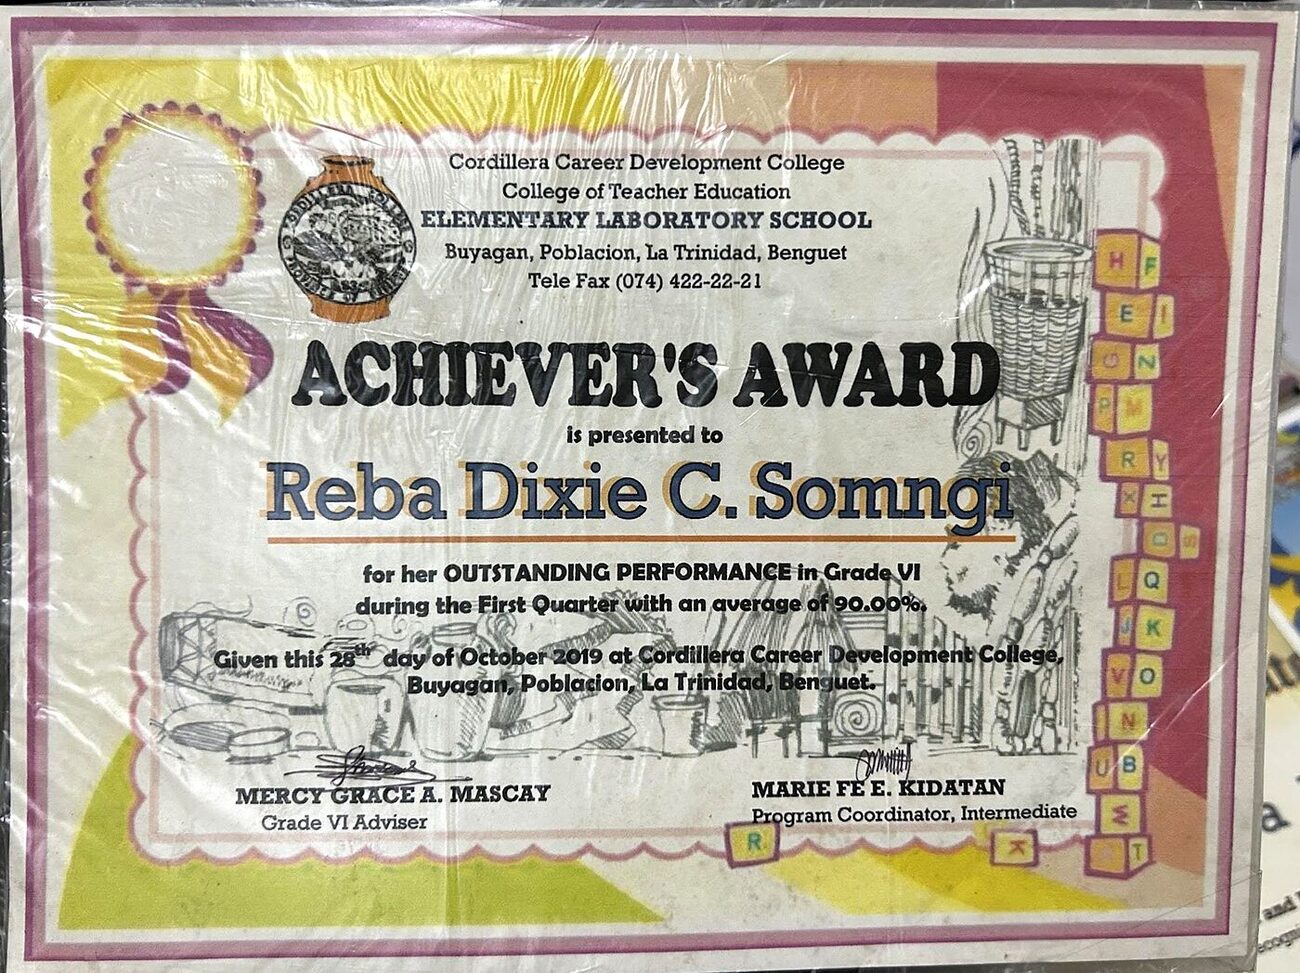 Cordillera Career Development College
College of Teacher Education
ELEMENTARY LABORATORY SCHOOL
Buyagan, Poblacion, La Trinidad, Benguet
Tele Fax (074) 422-22-21
ACHIEVER'S AWARD
is presented to
Reba Dixie C. Somngi
for her OUTSTANDING PERFORMANCE in Grade VI
during the First Quarter with an average of 90.00%.
Given this 28th day of October 2019 at Cordillera Career Development College,
Buyagan, Poblacion, La Trinidad, Benguet.
MERCY GRACE A. MASCAY
Grade VI Adviser
MARIE FE E. KIDATAN
Program Coordinator, Intermediate
H F
E I
G N
P M
R Y
X H
S
L Q
J K
V O
N
U B
T
R
K
and